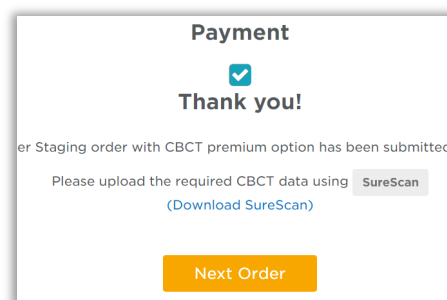 Payment
Thank you!
er Staging order with CBCT premium option has been submitted
Please upload the required CBCT data using SureScan
(Download SureScan)
Next Order